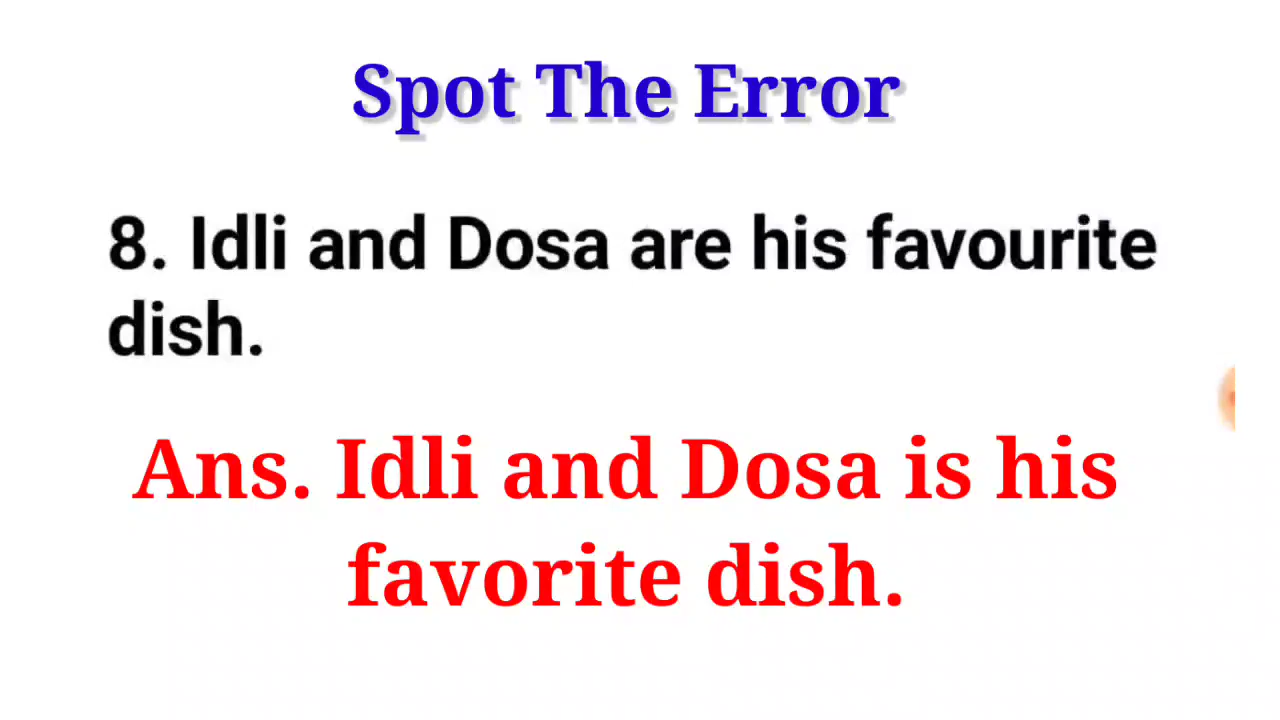 Spot The Error
8. Idli and Dosa are his favourite
dish.
Ans. Idli and Dosa is his
favorite dish.